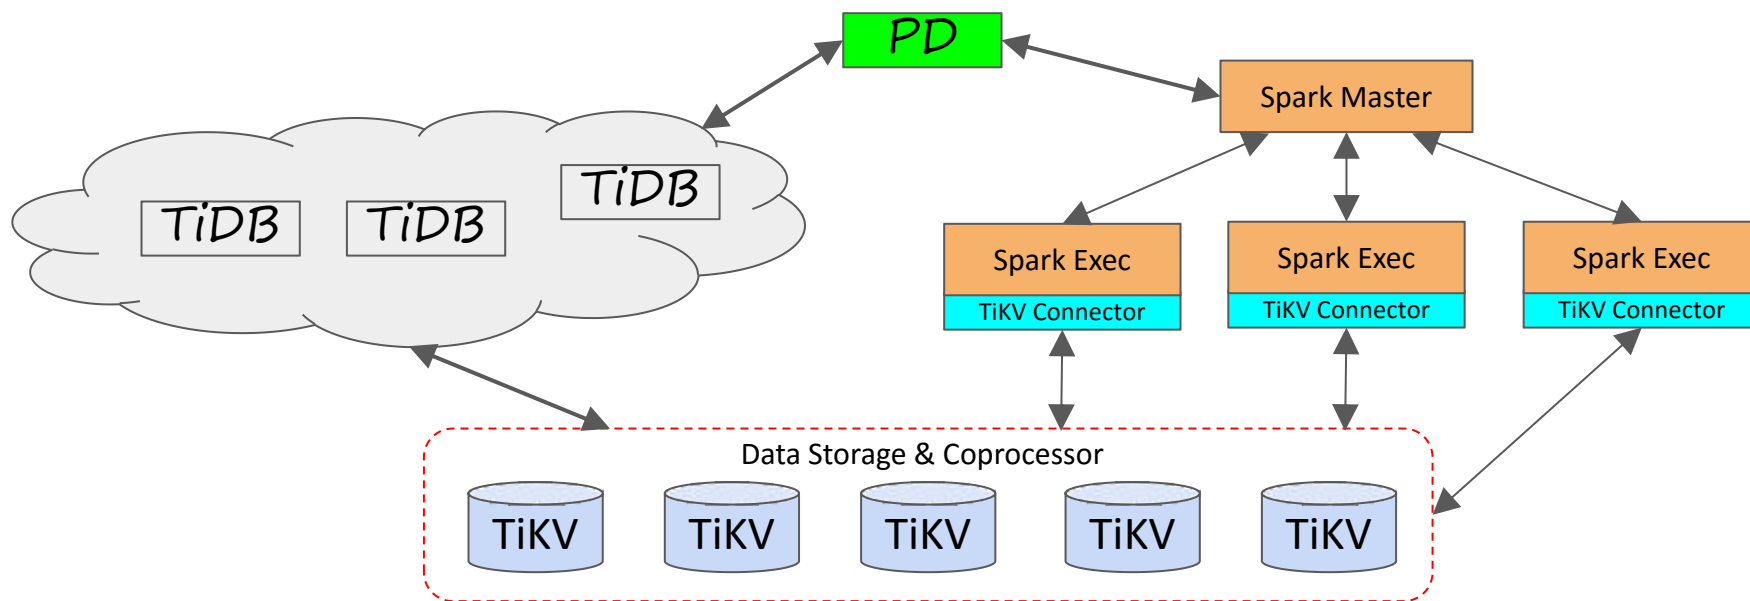 PD
Spark Master
TiDB
TiDB
TiDB
Spark Exec
Spark Exec
Spark Exec
TiKV Connector
TiKV Connector
TiKV Connector
Data Storage & Coprocessor
TiKV
TiKV
TiKV
TiKV
TiKV